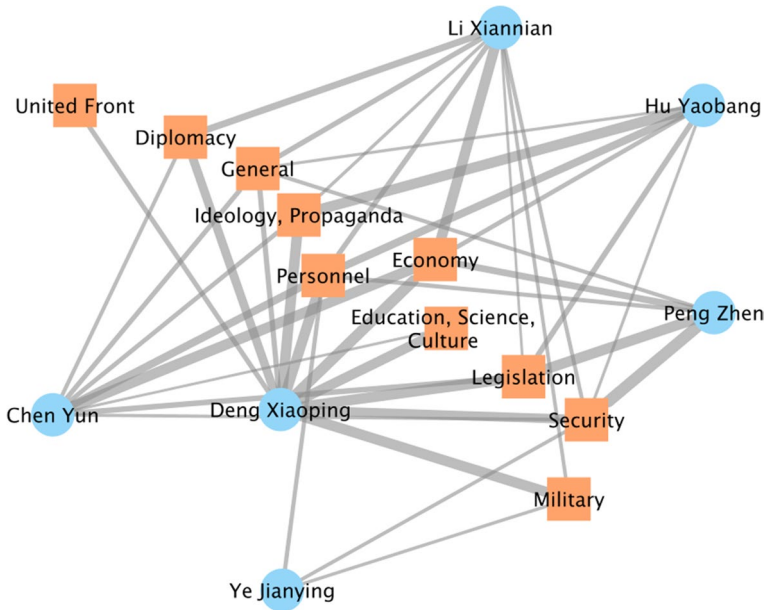 Li Xiannian
United Front
Hu Yaobang
Diplomacy
General
Ideology, Propaganda
Economy
Personnel
Education, Science,
Culture
Peng Zhen
Legislation
Chen Yun
Deng Xiaoping
Security
Military
Ye Jianying